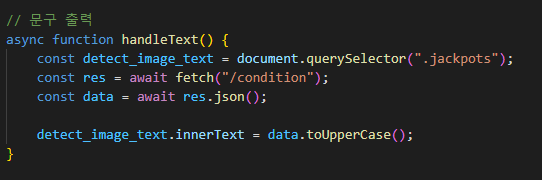 // 문구 출력
async function handleText() {
    const detect_image_text = document.querySelector(".jackpots");
    const res = await fetch("/condition");
    const data = await res.json();

    detect_image_text.innerText = data.toUpperCase();
}